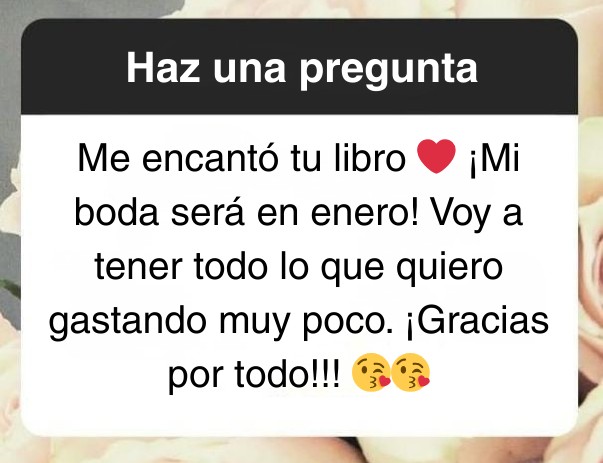 Haz una pregunta
Me encantó tu libro ❤️ ¡Mi
boda será en enero! Voy a
tener todo lo que quiero
gastando muy poco. ¡Gracias
por todo!!! 😘😘